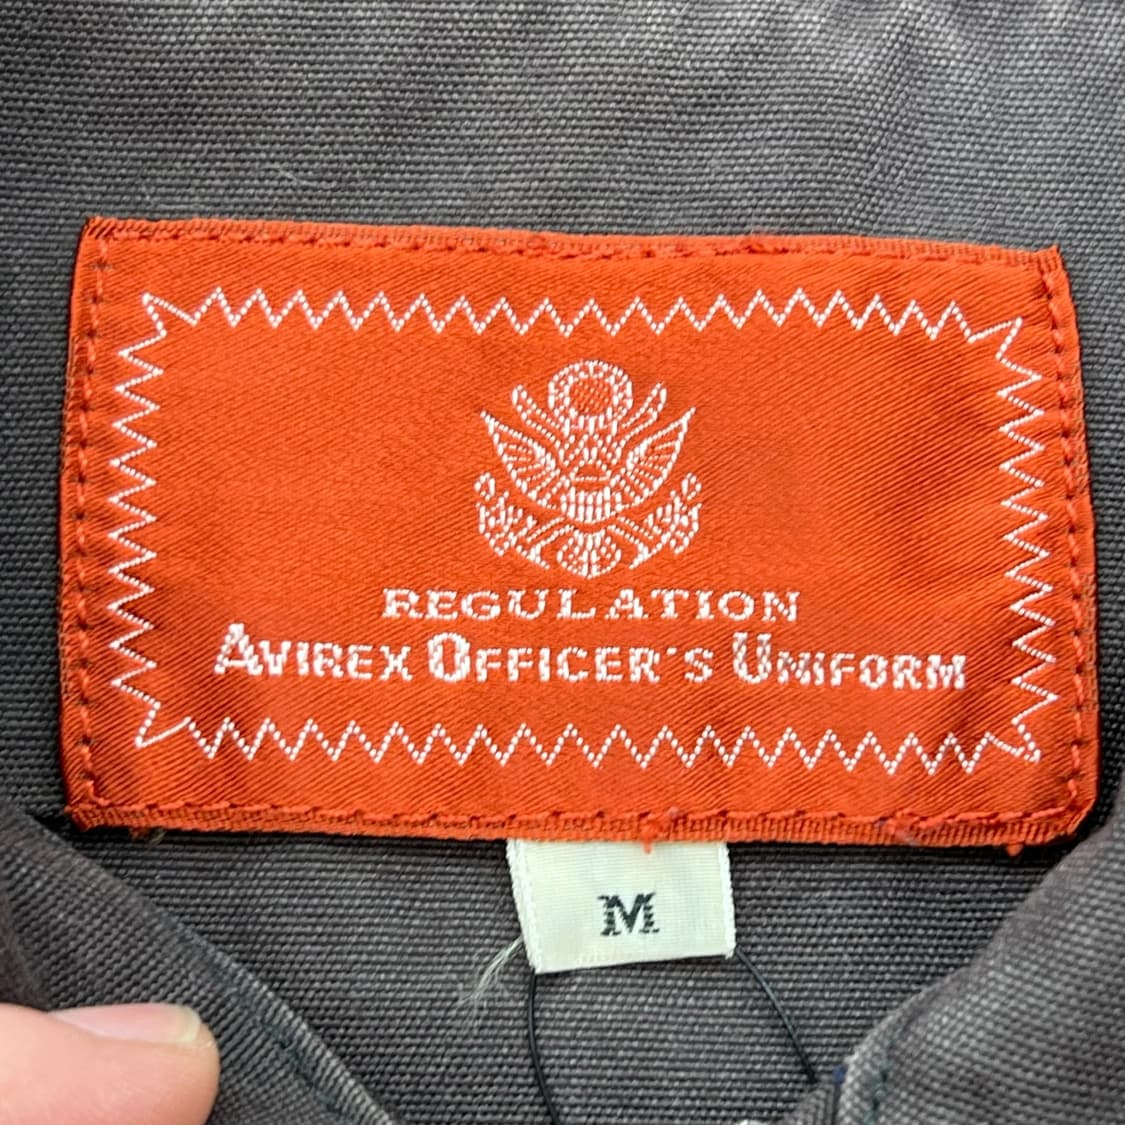 REGULATION
AVIREX OFFICER'S UNIFORM
M